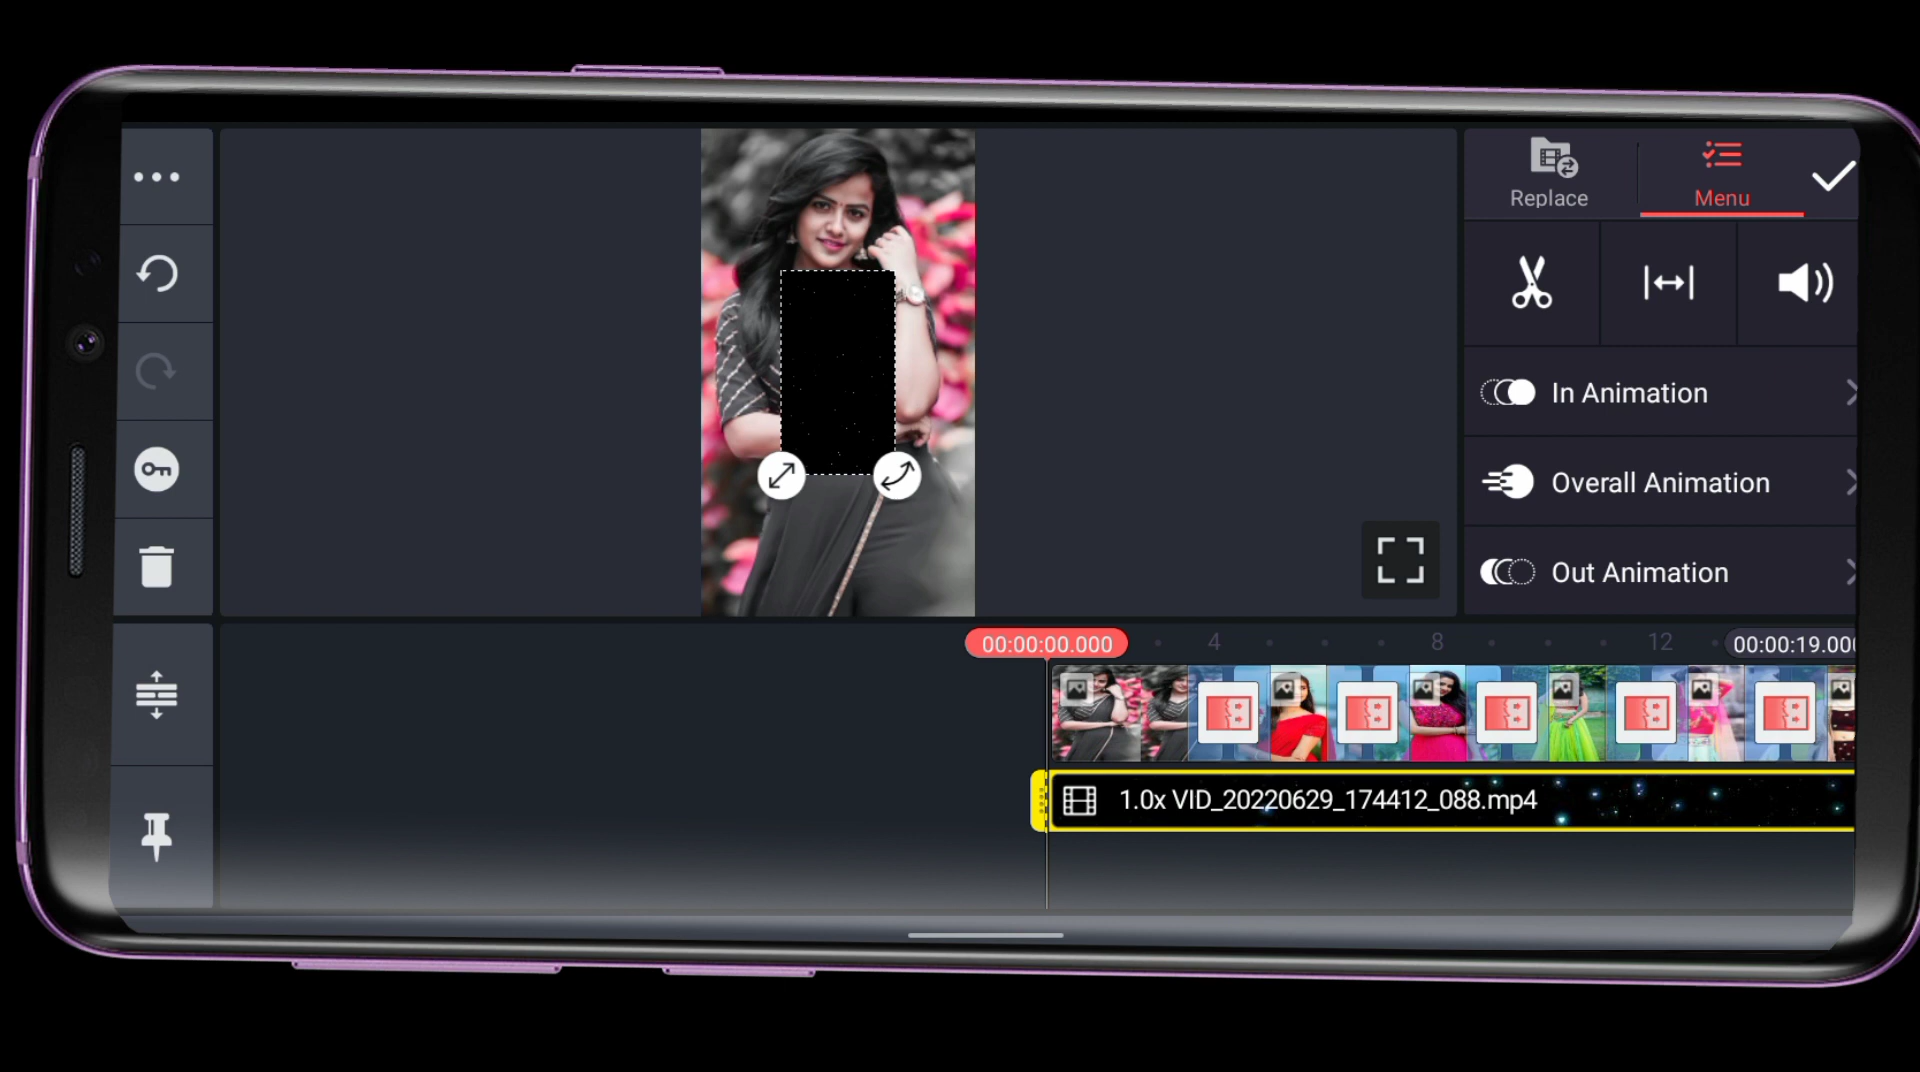 Replace
Menu
In Animation
Overall Animation
Out Animation
00:00:00.000
4
8
12
00:00:19.000
1.0x VID_20220629_174412_088.mp4